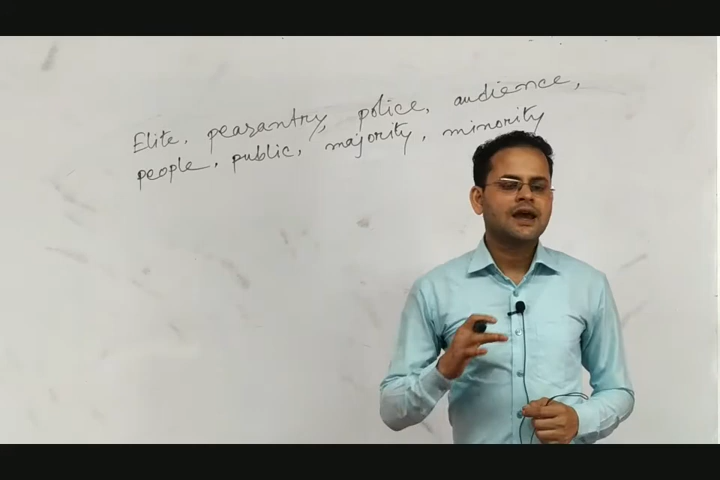 Elite, peasantry, police, audience,
people, public, majority, minority